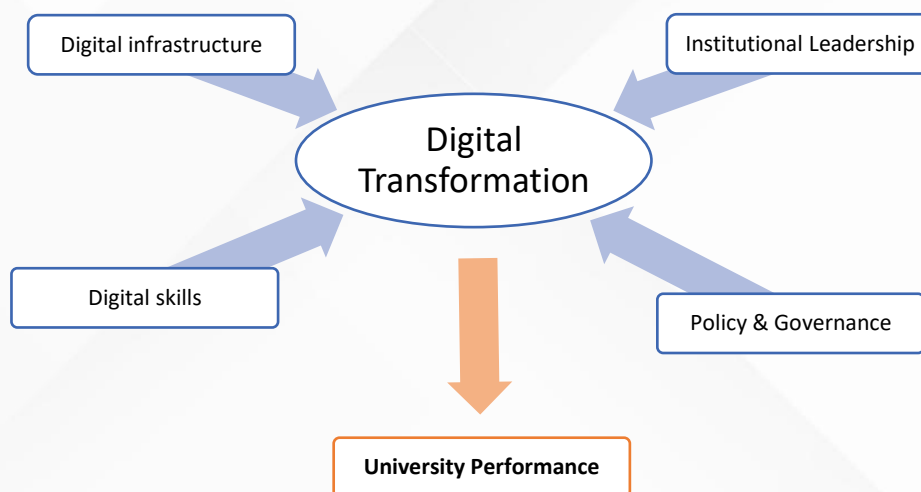 Digital infrastructure
Institutional Leadership
Digital
Transformation
Digital skills
Policy & Governance
University Performance